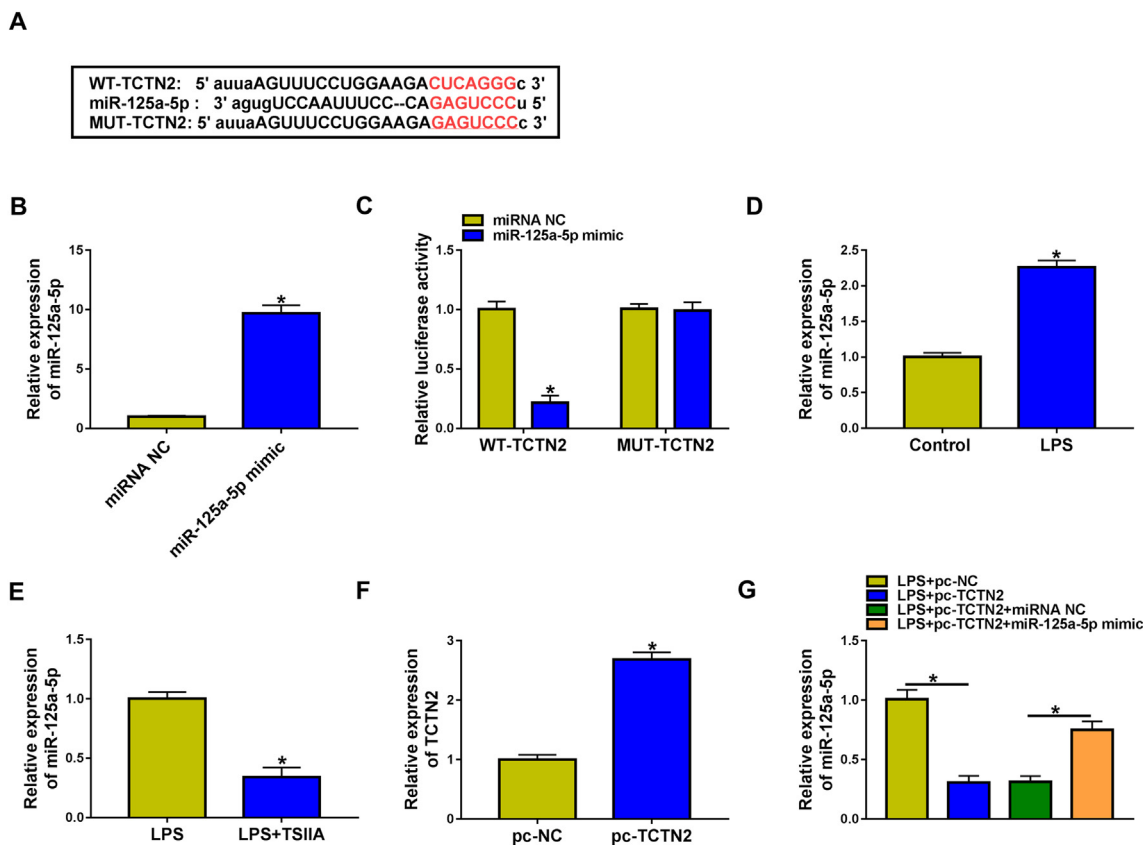 A
WT-TCTN2: 5' auuaAGUUUCCUGGAAGACUCAGGGc 3'
miR-125a-5p : 3' agugUCCAAUUUCC--CAGAGUCCCu 5'
MUT-TCTN2: 5' auuaAGUUUCCUGGAAGAGAGUCCCc 3'
B
Relative expression
of miR-125a-5p
15
10
5
0
*
miRNA NC
miR-125a-5p mimic
C
miRNA NC
miR-125a-5p mimic
Relative luciferase activity
1.5
1.0
0.5
0.0
*
WT-TCTN2
MUT-TCTN2
D
Relative expression
of miR-125a-5p
2.5
2.0
1.5
1.0
0.5
0.0
*
Control
LPS
E
Relative expression
of miR-125a-5p
1.5
1.0
0.5
0.0
*
LPS
LPS+TSIIA
F
Relative expression
of TCTN2
3
2
1
0
*
pc-NC
pc-TCTN2
G
LPS+pc-NC
LPS+pc-TCTN2
LPS+pc-TCTN2+miRNA NC
LPS+pc-TCTN2+miR-125a-5p mimic
Relative expression
of miR-125a-5p
1.5
1.0
0.5
0.0
*
*